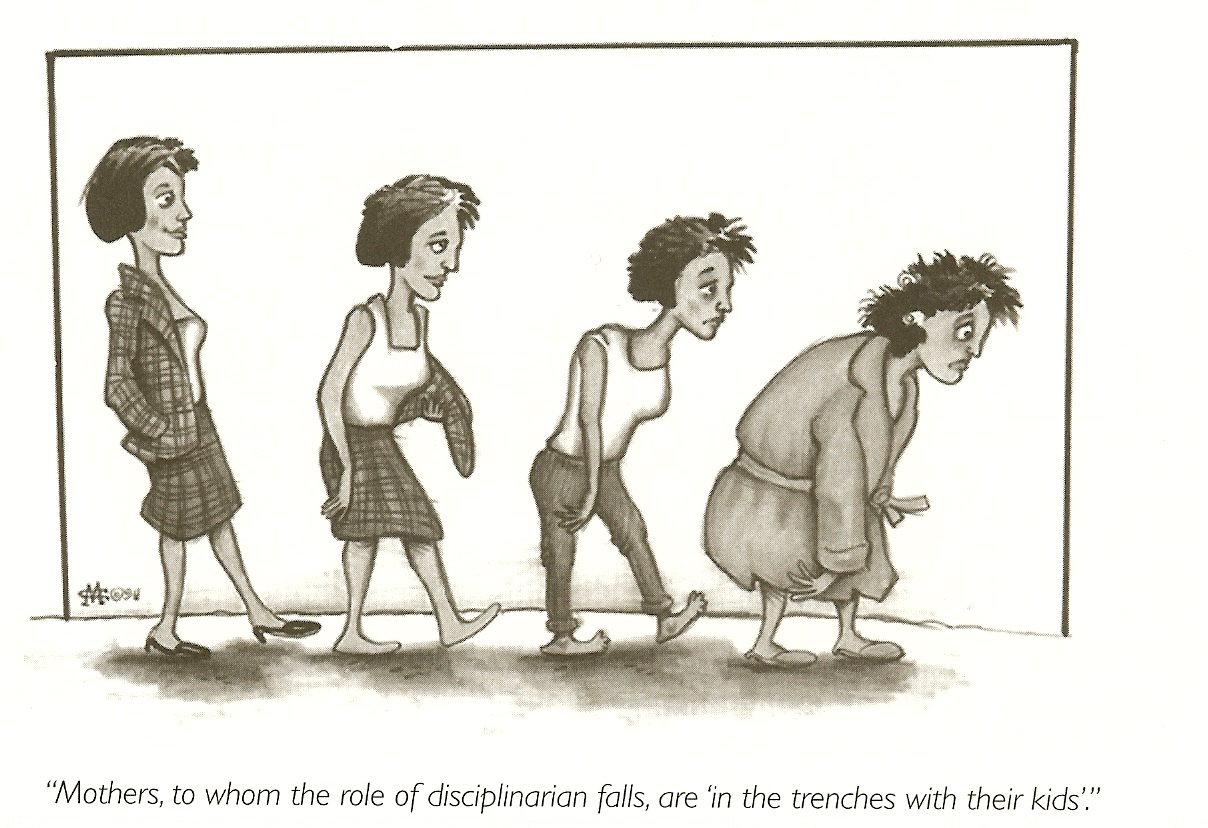 “Mothers, to whom the role of disciplinarian falls, are ‘in the trenches with their kids’.”